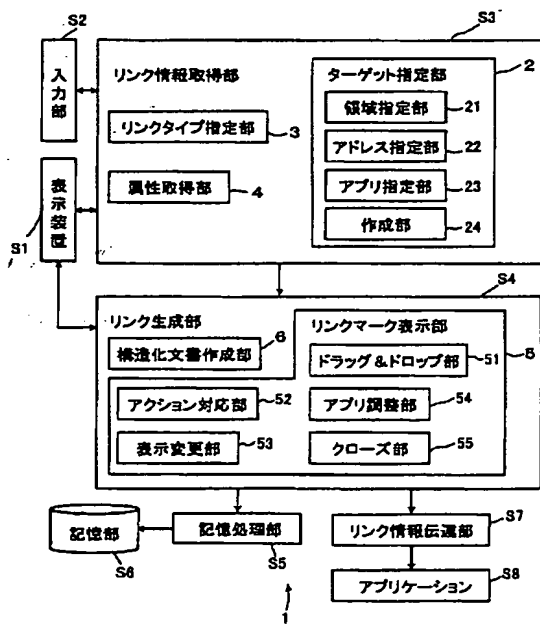 S2
S3
入力部
リンク情報取得部
ターゲット指定部
2
領域指定部
21
リンクタイプ指定部
3
アドレス指定部
22
表示装置
属性取得部
4
アプリ指定部
23
作成部
24
S1
S4
リンク生成部
リンクマーク表示部
構造化文書作成部
6
ドラッグ&ドロップ部
51
5
アクション対応部
52
アプリ調整部
54
表示変更部
53
クローズ部
55
記憶部
S6
記憶処理部
S5
リンク情報伝達部
S7
アプリケーション
S8
1